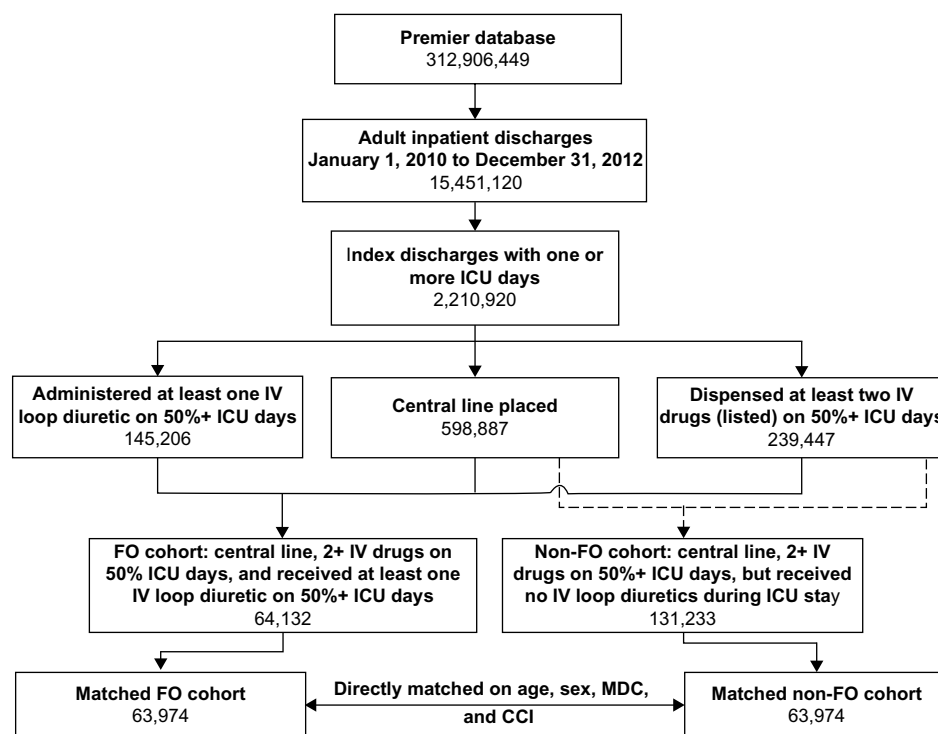 Premier database
312,906,449
Adult inpatient discharges
January 1, 2010 to December 31, 2012
15,451,120
Index discharges with one or
more ICU days
2,210,920
Administered at least one IV
loop diuretic on 50%+ ICU days
145,206
Central line placed
598,887
Dispensed at least two IV
drugs (listed) on 50%+ ICU days
239,447
FO cohort: central line, 2+ IV drugs on
50% ICU days, and received at least one
IV loop diuretic on 50%+ ICU days
64,132
Non-FO cohort: central line, 2+ IV
drugs on 50%+ ICU days, but received
no IV loop diuretics during ICU stay
131,233
Matched FO cohort
63,974
Directly matched on age, sex, MDC,
and CCI
Matched non-FO cohort
63,974